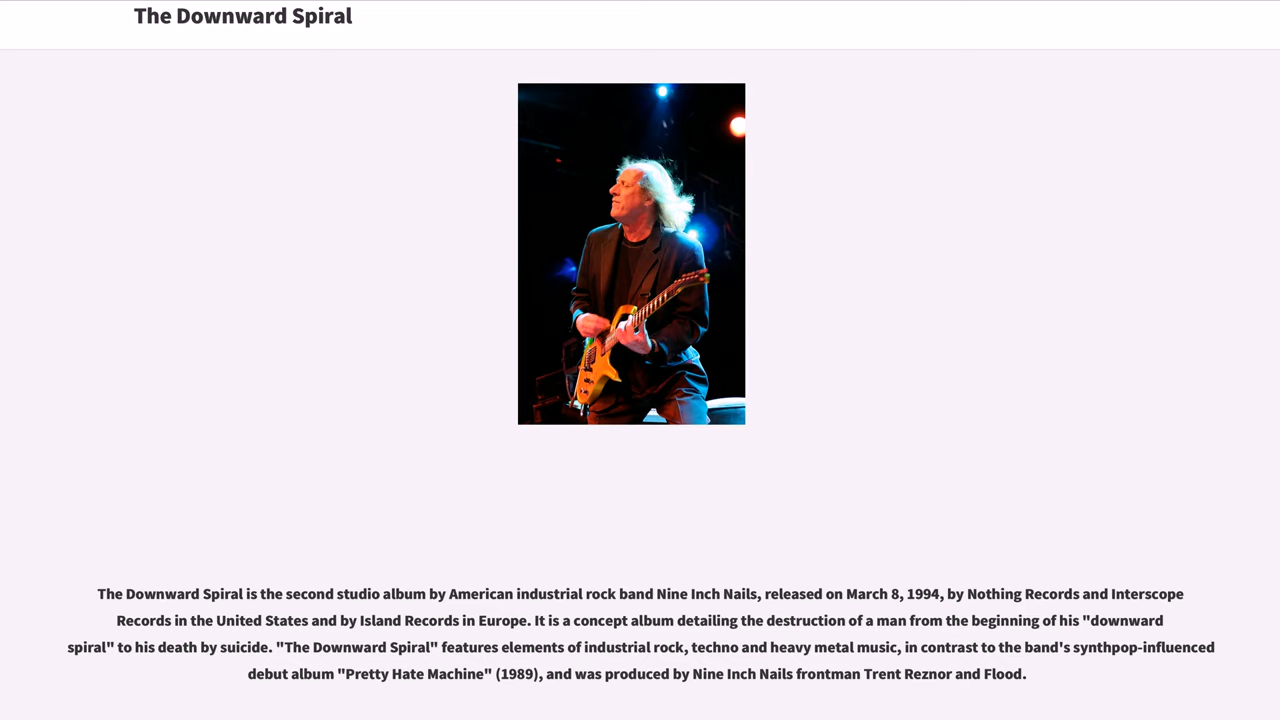 The Downward Spiral
The Downward Spiral is the second studio album by American industrial rock band Nine Inch Nails, released on March 8, 1994, by Nothing Records and Interscope
Records in the United States and by Island Records in Europe. It is a concept album detailing the destruction of a man from the beginning of his "downward
spiral" to his death by suicide. "The Downward Spiral" features elements of industrial rock, techno and heavy metal music, in contrast to the band's synthpop-influenced
debut album "Pretty Hate Machine" (1989), and was produced by Nine Inch Nails frontman Trent Reznor and Flood.